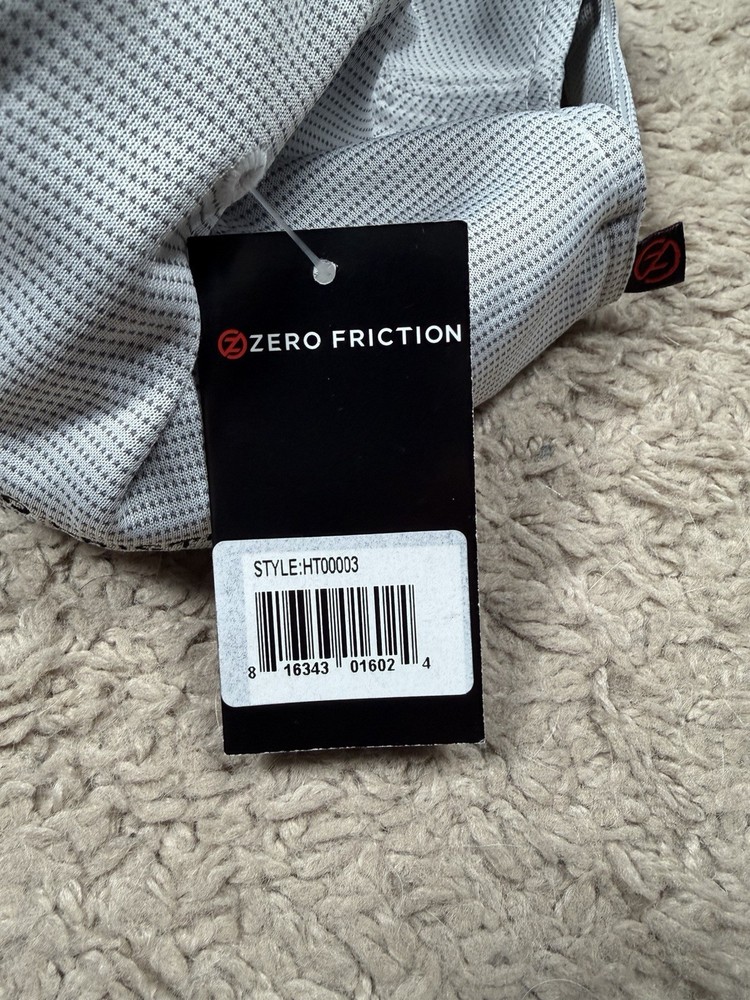 ZERO FRICTION
STYLE:HT00003
8 16343 01602 4